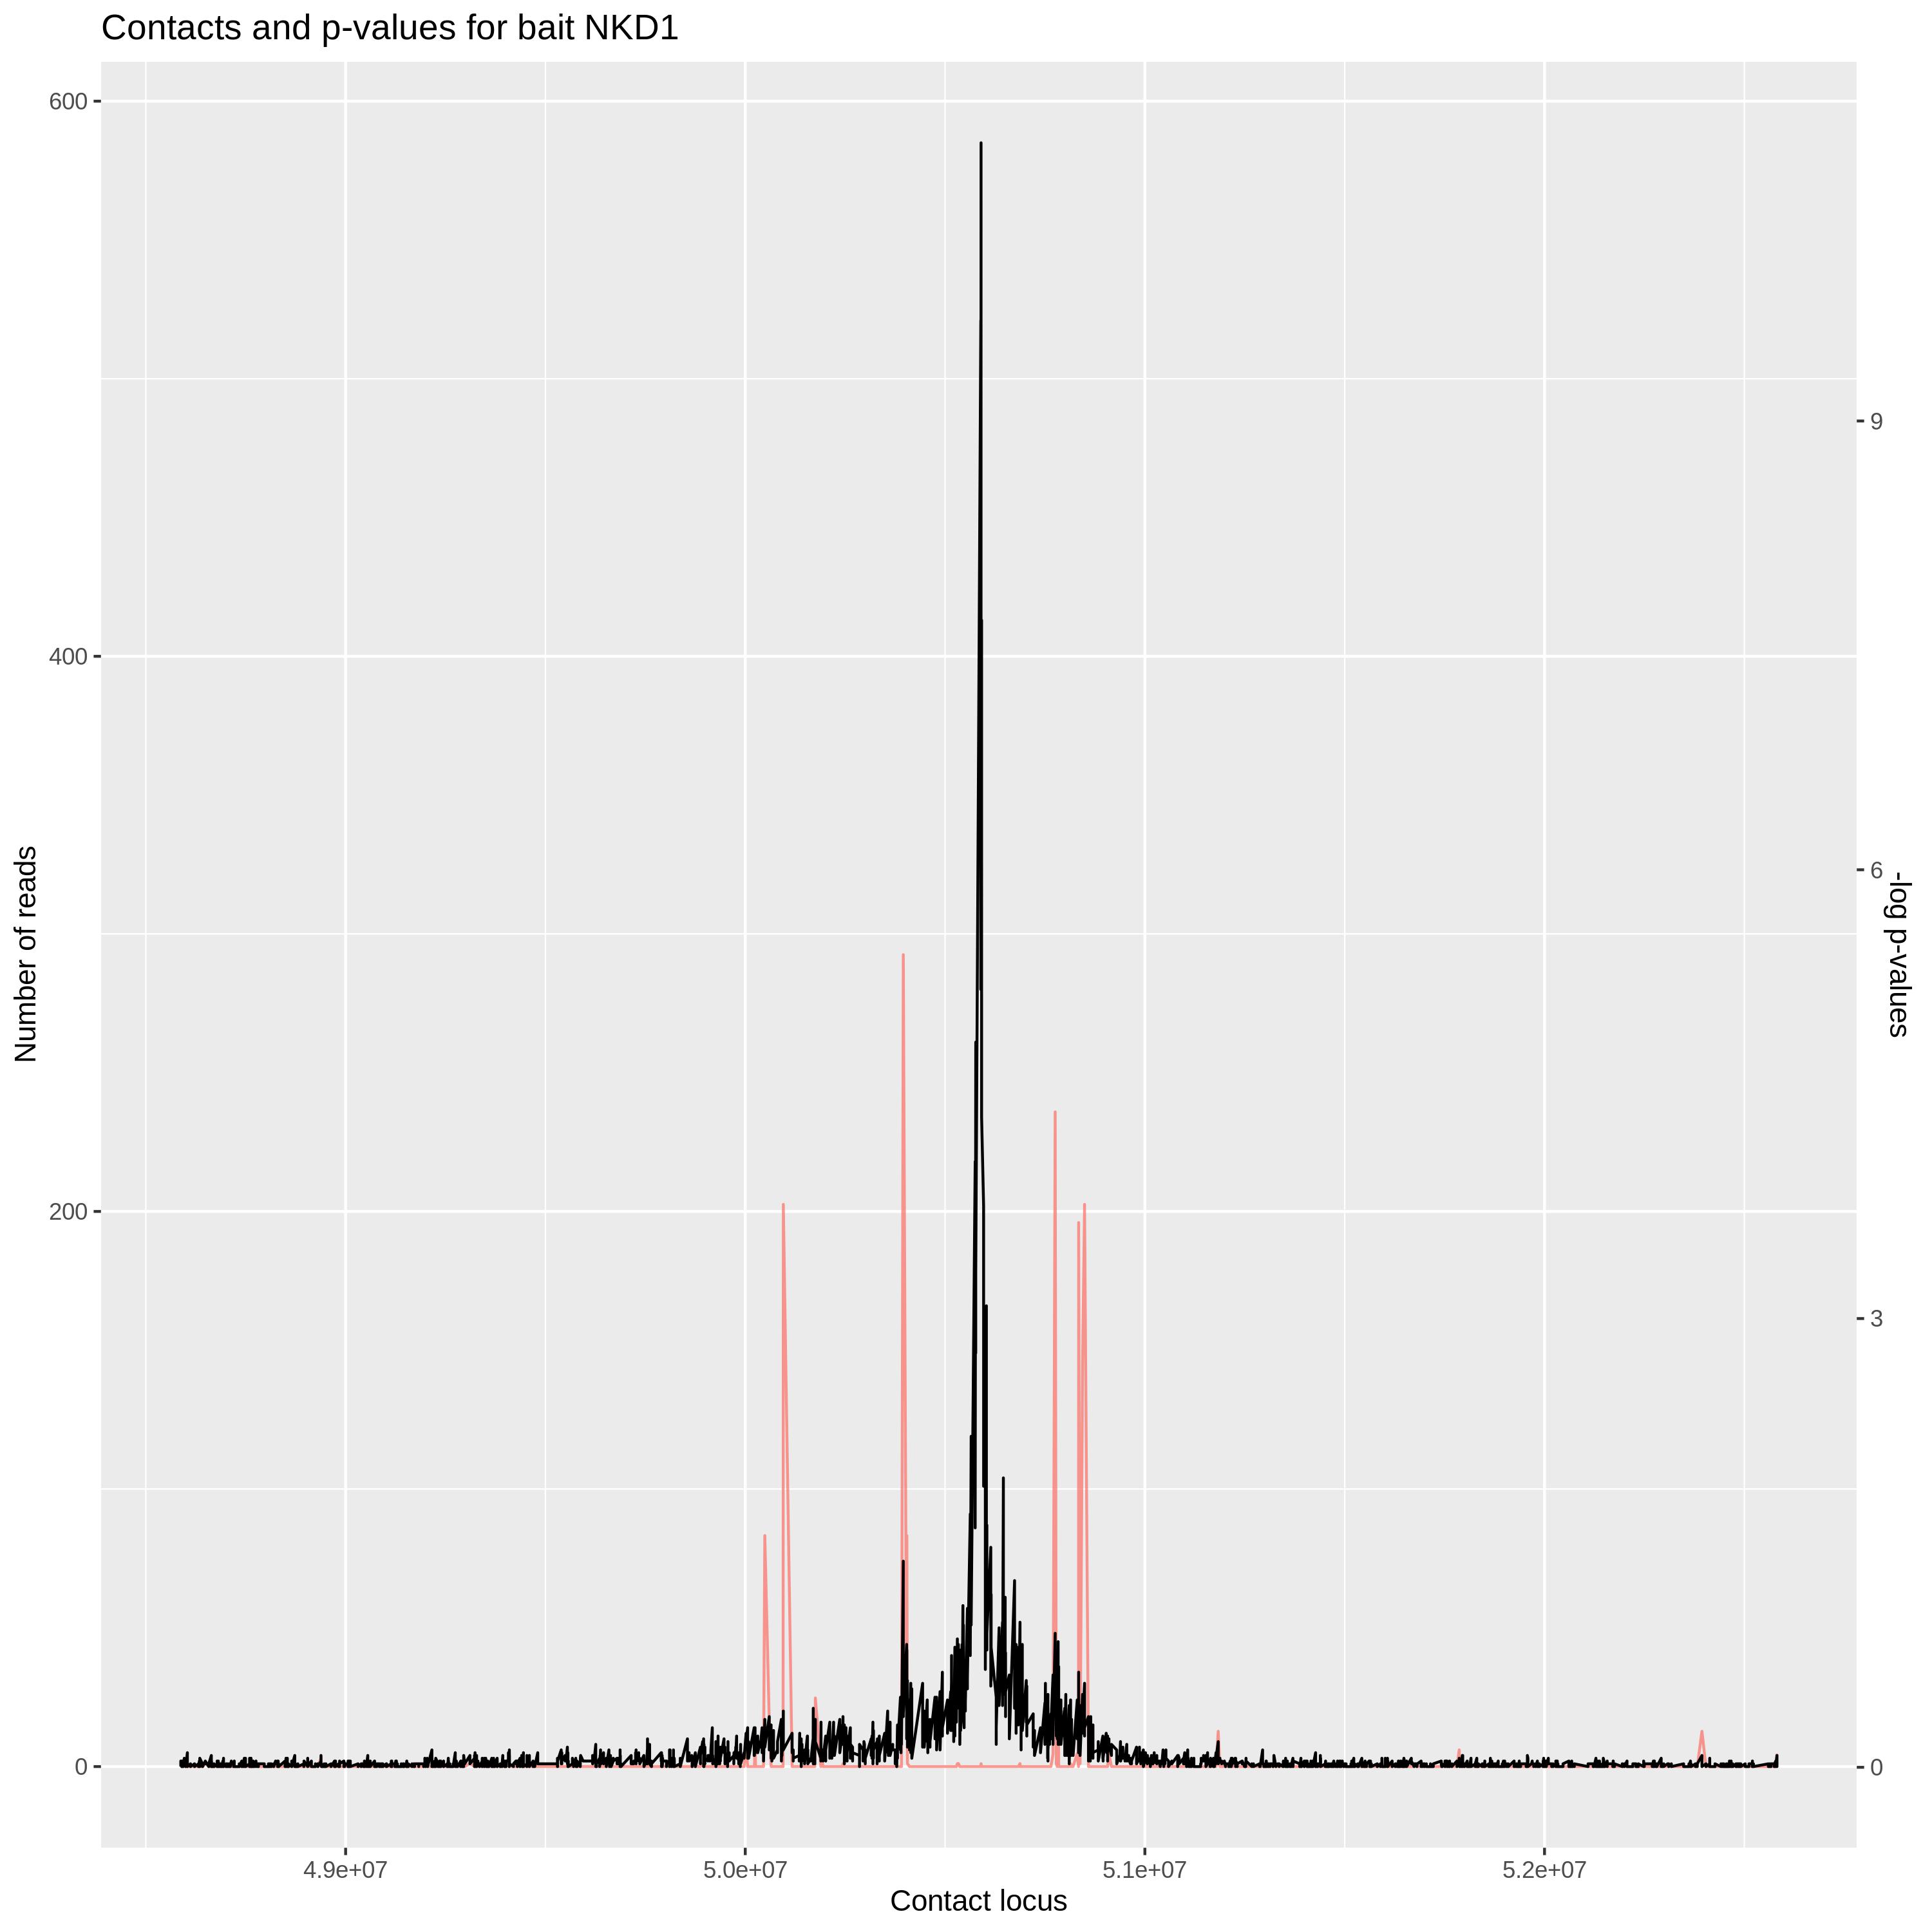 Contacts and p-values for bait NKD1
600
400
200
0
Number of reads
9
6
3
0
-log p-values
4.9e+07
5.0e+07
5.1e+07
5.2e+07
Contact locus